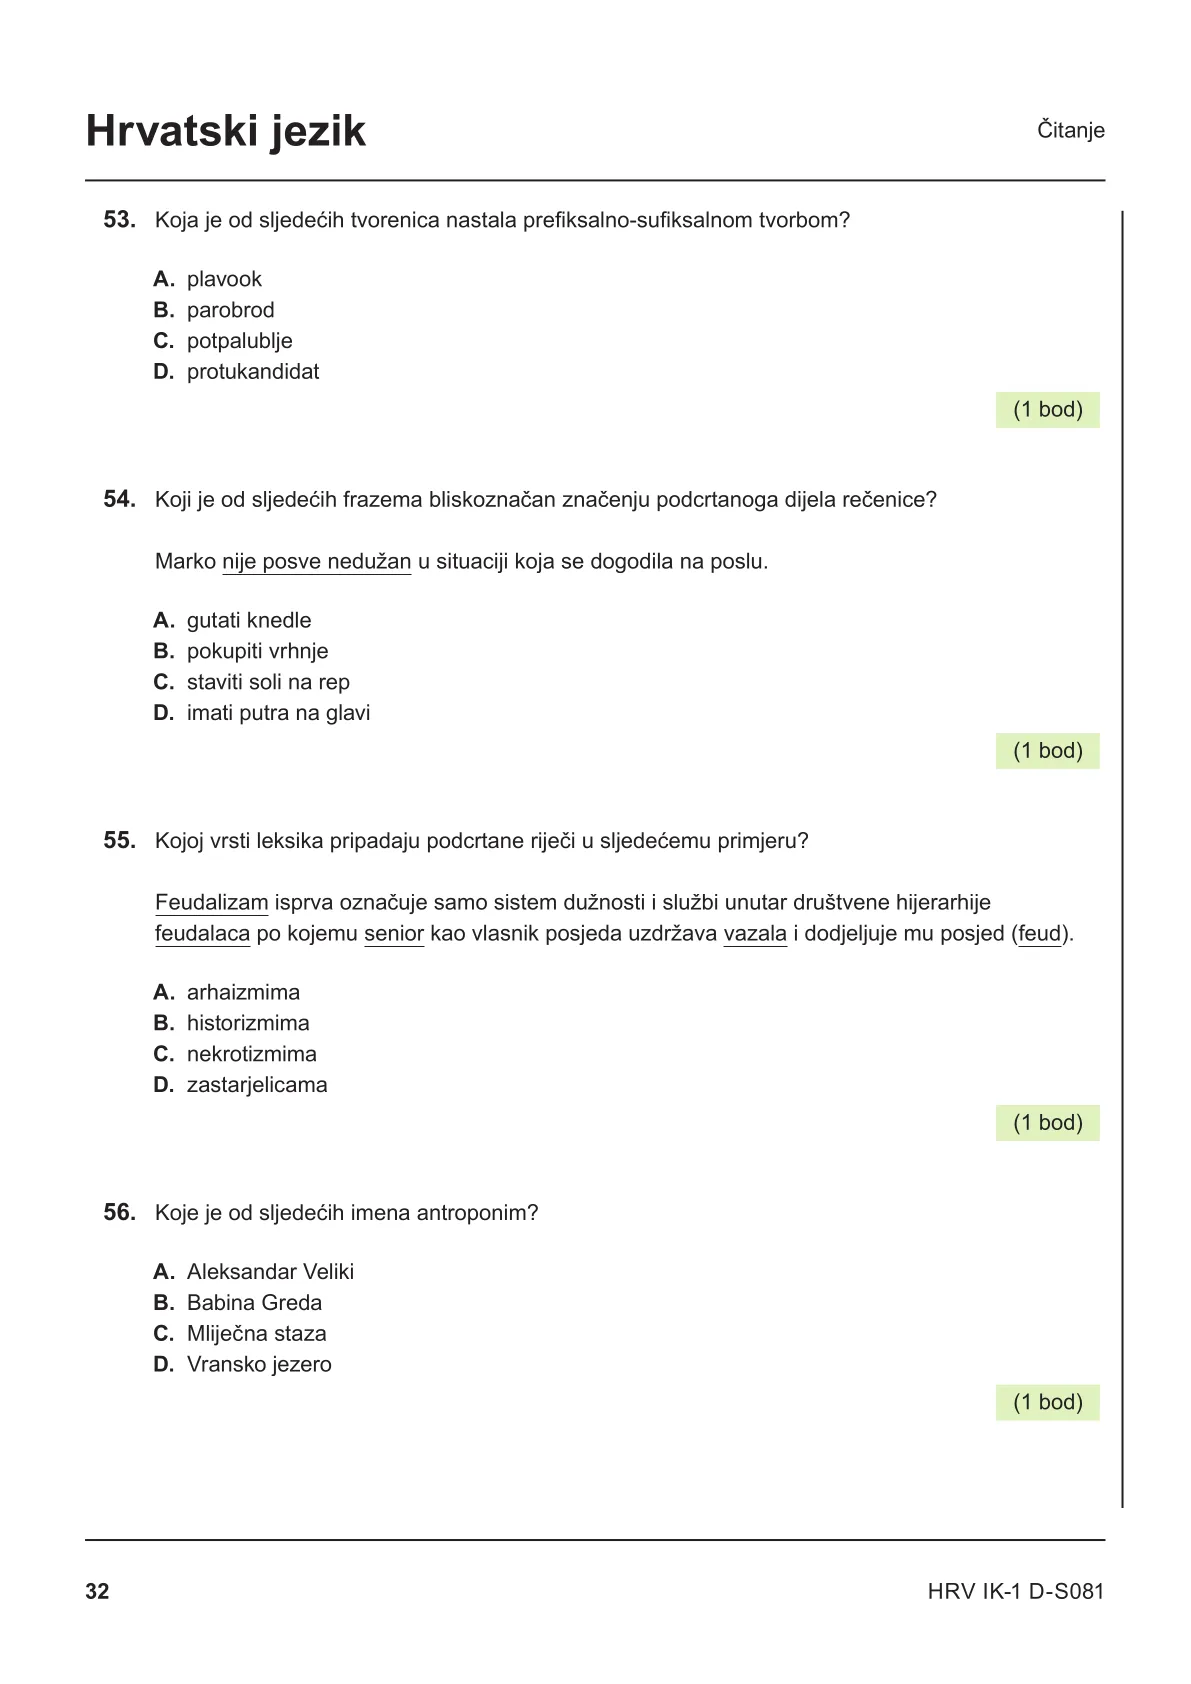 Hrvatski jezik
Čitanje
53. Koja je od sljedećih tvorenica nastala prefiksalno-sufiksalnom tvorbom?
A. plavook
B. parobrod
C. potpalublje
D. protukandidat
(1 bod)
54. Koji je od sljedećih frazema bliskoznačan značenju podcrtanoga dijela rečenice?
Marko nije posve nedužan u situaciji koja se dogodila na poslu.
A. gutati knedle
B. pokupiti vrhnje
C. staviti soli na rep
D. imati putra na glavi
(1 bod)
55. Kojoj vrsti leksika pripadaju podcrtane riječi u sljedećemu primjeru?
Feudalizam isprva označuje samo sistem dužnosti i službi unutar društvene hijerarhije
feudalaca po kojemu senior kao vlasnik posjeda uzdržava vazala i dodjeljuje mu posjed (feud).
A. arhaizmima
B. historizmima
C. nekrotizmima
D. zastarjelicama
(1 bod)
56. Koje je od sljedećih imena antroponim?
A. Aleksandar Veliki
B. Babina Greda
C. Mliječna staza
D. Vransko jezero
(1 bod)
32
HRV IK-1 D-S081